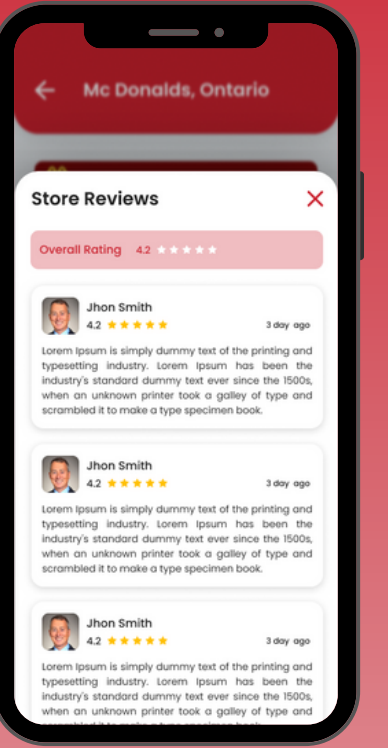 Mc Donalds, Ontario
Store Reviews
Overall Rating 4.2
Jhon Smith
4.2 3 day ago
Lorem Ipsum is simply dummy text of the printing and
typesetting industry. Lorem Ipsum has been the
industry's standard dummy text ever since the 1500s,
when an unknown printer took a galley of type and
scrambled it to make a type specimen book.
Jhon Smith
4.2 3 day ago
Lorem Ipsum is simply dummy text of the printing and
typesetting industry. Lorem Ipsum has been the
industry's standard dummy text ever since the 1500s,
when an unknown printer took a galley of type and
scrambled it to make a type specimen book.
Jhon Smith
4.2 3 day ago
Lorem Ipsum is simply dummy text of the printing and
typesetting industry. Lorem Ipsum has been the
industry's standard dummy text ever since the 1500s,
when an unknown printer took a galley of type and